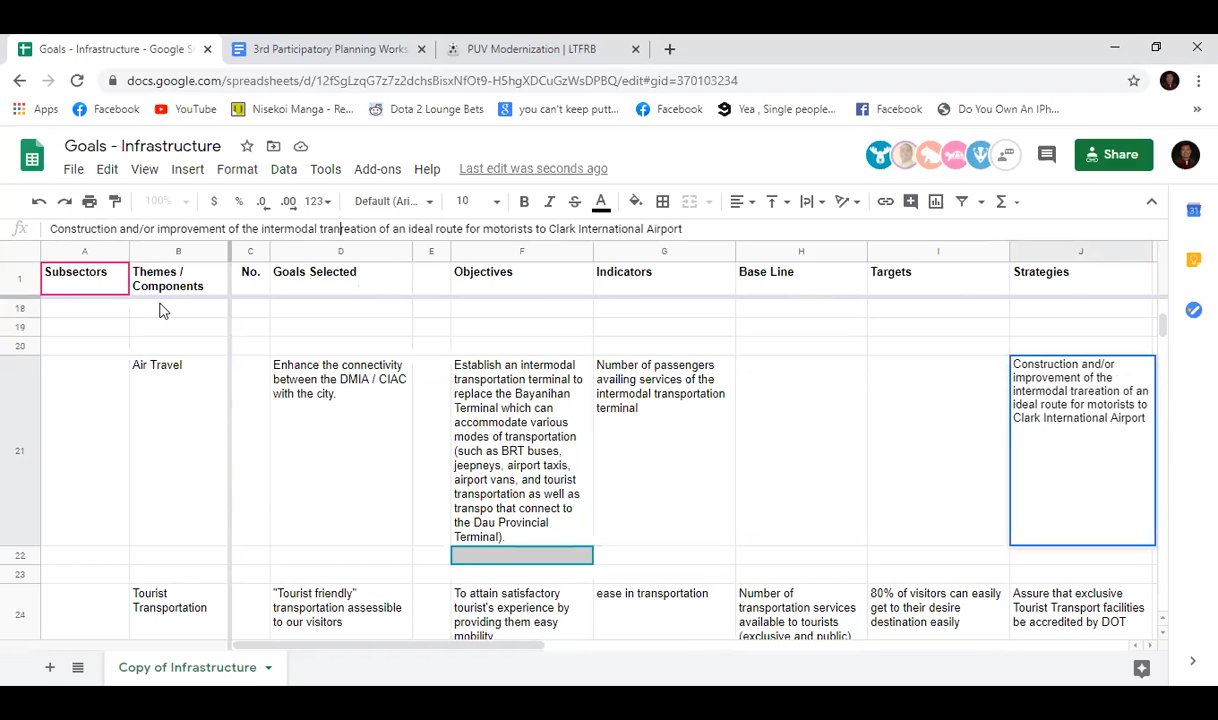 Goals - Infrastructure - Google S
3rd Participatory Planning Works
PUV Modernization | LTFRB
docs.google.com/spreadsheets/d/12fSgLzqG7z7z2dchsBisxNfOt9-H5hgXDCuGzWsDPBQ/edit#gid=370103234
Apps
Facebook
YouTube
Nisekoi Manga - Re...
Dota 2 Lounge Bets
you can't keep putt...
Facebook
Yea , Single people...
Facebook
Do You Own An IPh...
Goals - Infrastructure
Share
File Edit View Insert Format Data Tools Add-ons Help Last edit was seconds ago
100% $ % .0 .00 123 Default (Ari... 10 B I S A
fx Construction and/or improvement of the intermodal tranreation of an ideal route for motorists to Clark International Airport
A B C D E F G H I J
1
Subsectors
Themes /
Components
No.
Goals Selected
Objectives
Indicators
Base Line
Targets
Strategies
18
19
20
21
Air Travel
Enhance the connectivity
between the DMIA / CIAC
with the city.
Establish an intermodal
transportation terminal to
replace the Bayanihan
Terminal which can
accommodate various
modes of transportation
(such as BRT buses,
jeepneys, airport taxis,
airport vans, and tourist
transportation as well as
transpo that connect to
the Dau Provincial
Terminal).
Number of passengers
availing services of the
intermodal transportation
terminal
Construction and/or
improvement of the
intermodal trareation of an
ideal route for motorists to
Clark International Airport
22
23
24
Tourist
Transportation
"Tourist friendly"
transportation assessible
to our visitors
To attain satisfactory
tourist's experience by
providing them easy
mobility
ease in transportation
Number of
transportation services
available to tourists
(exclusive and public)
80% of visitors can easily
get to their desire
destination easily
Assure that exclusive
Tourist Transport facilities
be accredited by DOT
Copy of Infrastructure